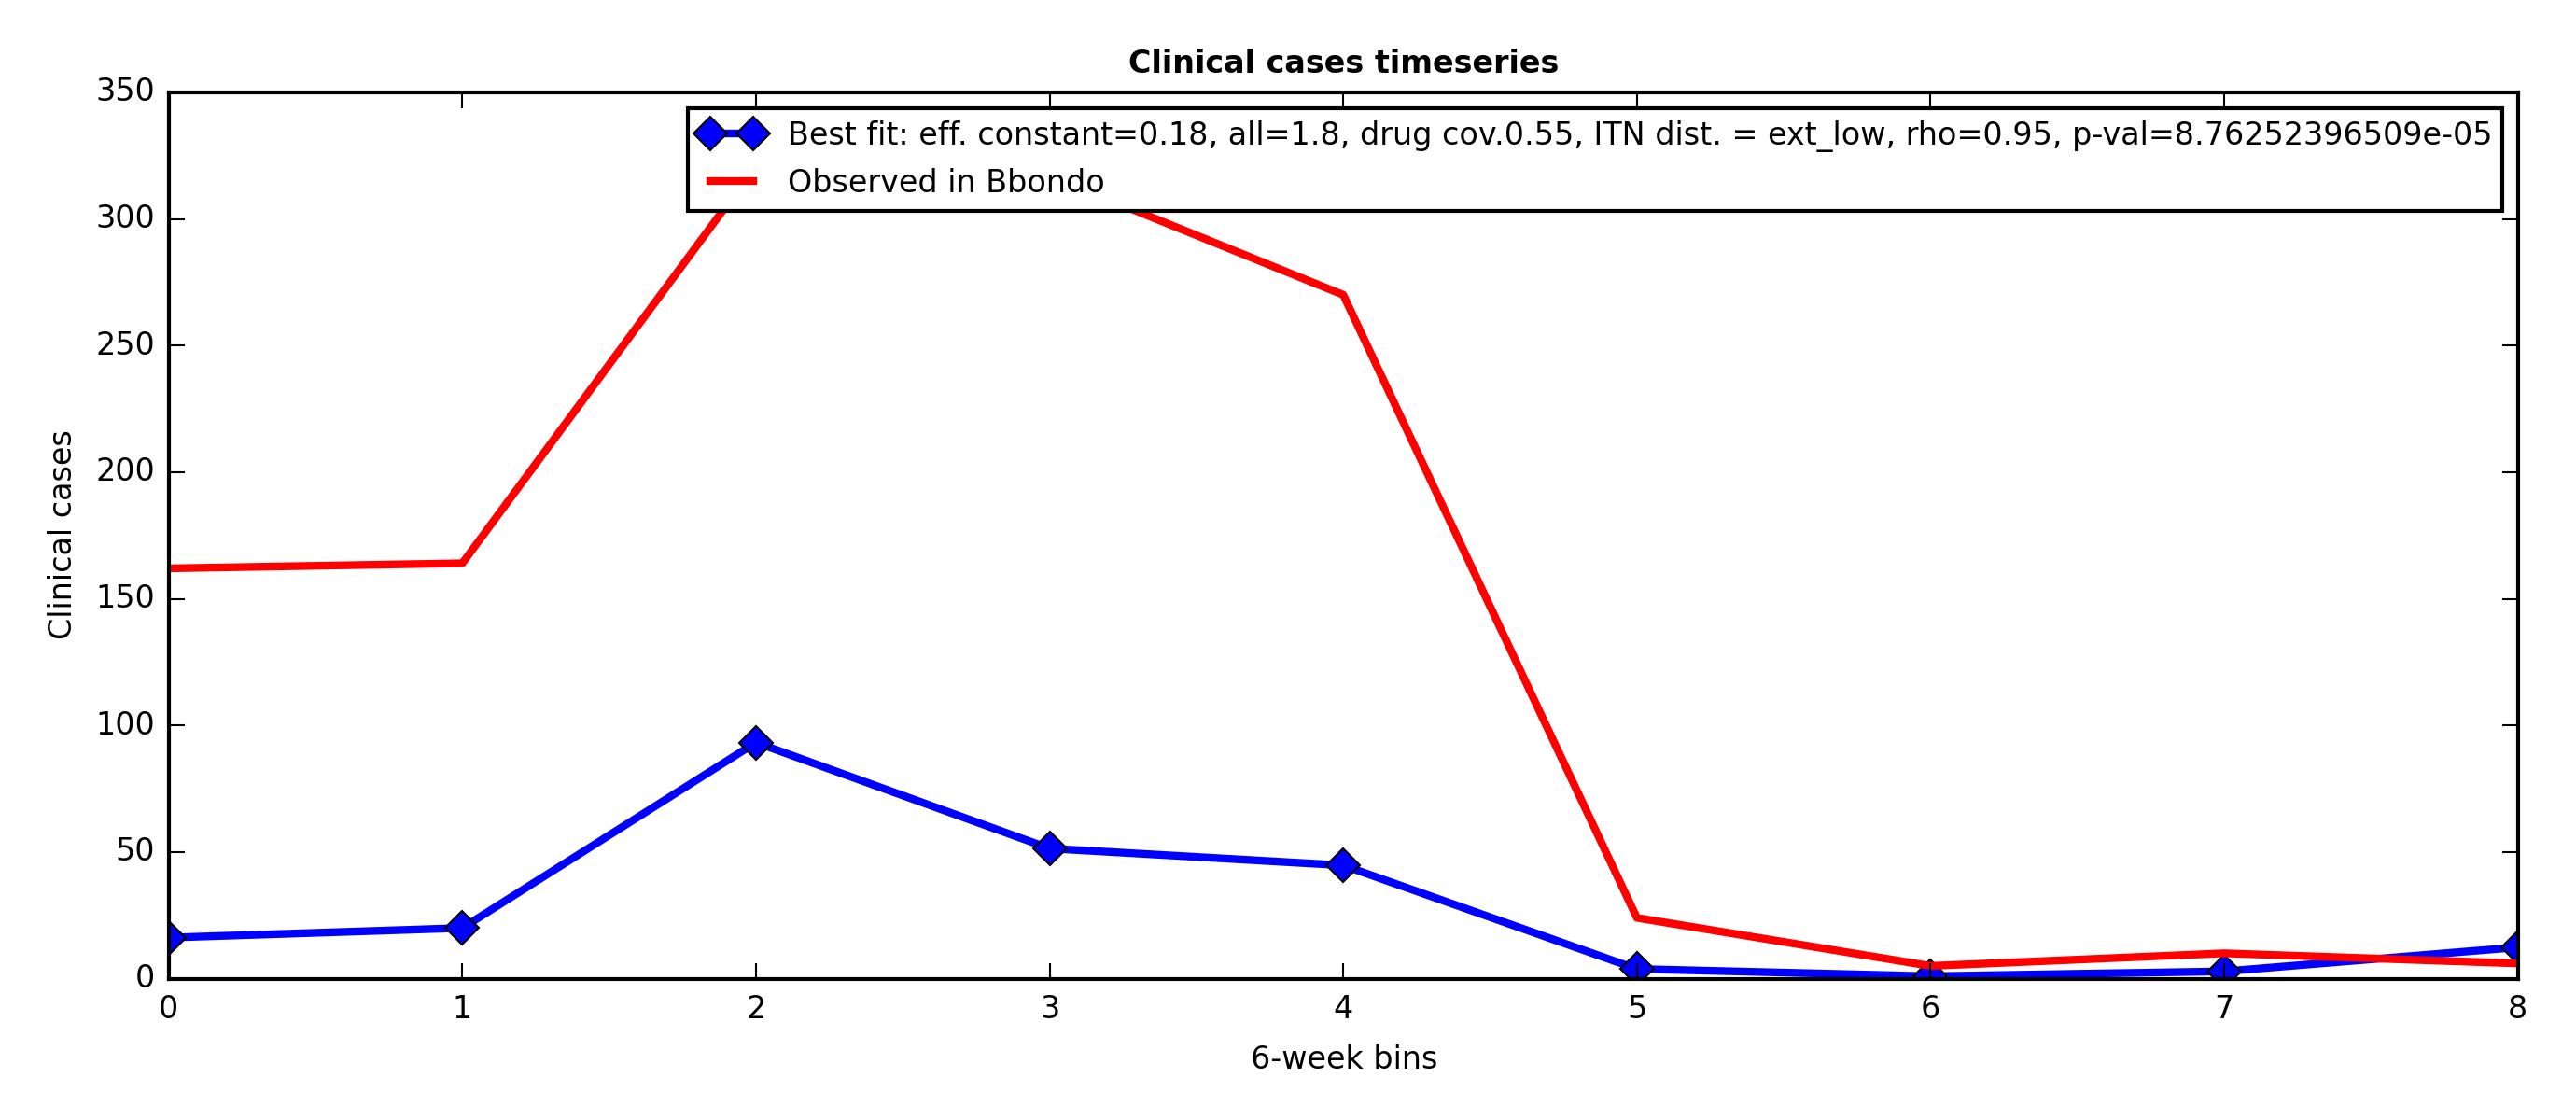 Clinical cases timeseries
Best fit: eff. constant=0.18, all=1.8, drug cov.0.55, ITN dist. = ext_low, rho=0.95, p-val=8.76252396509e-05
Observed in Bbondo
Clinical cases
350
300
250
200
150
100
50
0
0 1 2 3 4 5 6 7 8
6-week bins